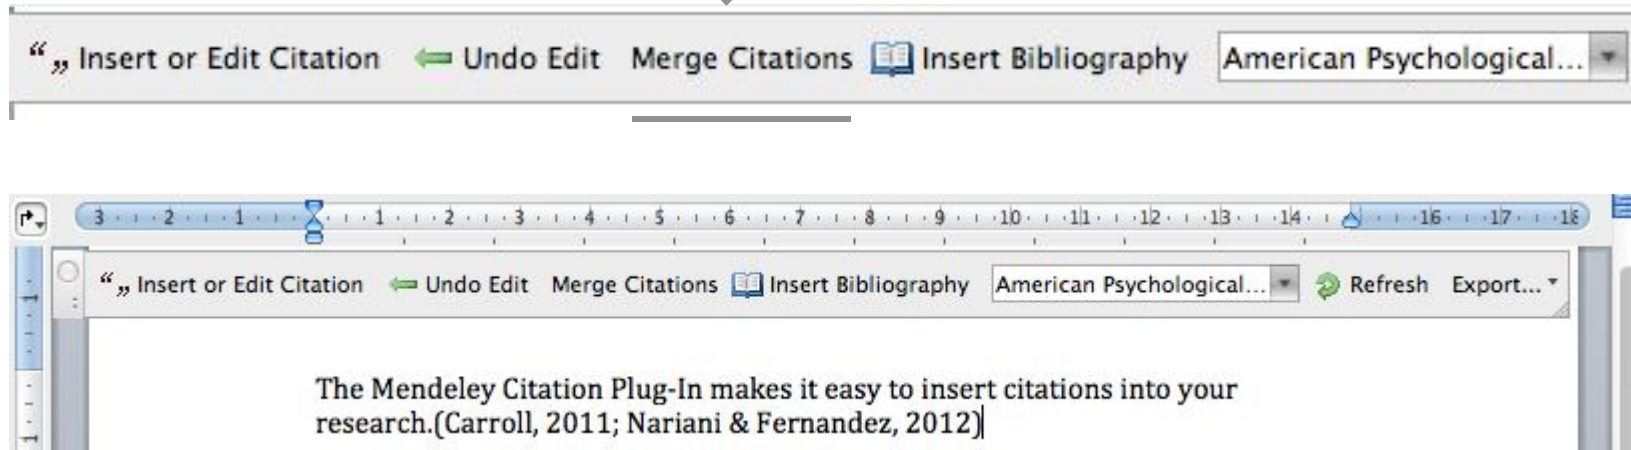 “ „ Insert or Edit Citation Undo Edit Merge Citations Insert Bibliography American Psychological...
3 2 1 1 2 3 4 5 6 7 8 9 10 11 12 13 14 16 17 18
“ „ Insert or Edit Citation Undo Edit Merge Citations Insert Bibliography American Psychological... Refresh Export...
1
The Mendeley Citation Plug-In makes it easy to insert citations into your
research.(Carroll, 2011; Nariani & Fernandez, 2012)
1